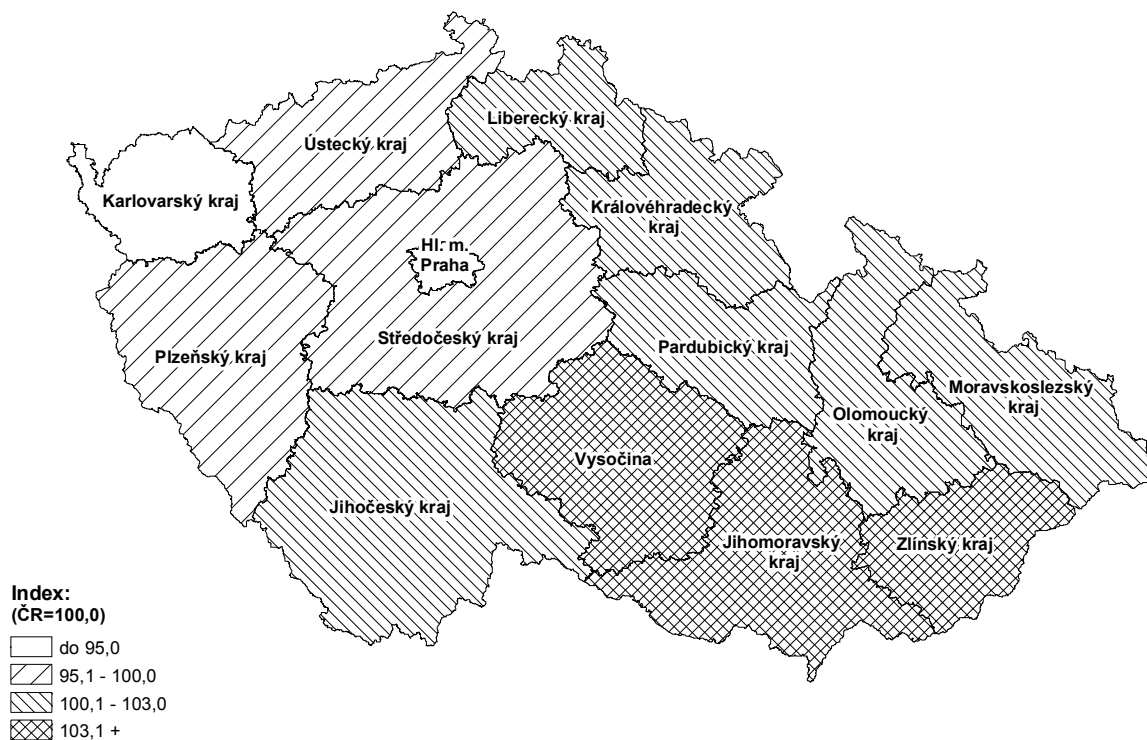 Liberecký kraj
Ústecký kraj
Karlovarský kraj
Královéhradecký
kraj
Hl. m.
Praha
Středočeský kraj
Pardubický kraj
Plzeňský kraj
Moravskoslezský
kraj
Olomoucký
kraj
Vysočina
Jihočeský kraj
Jihomoravský
kraj
Zlínský kraj
Index:
(ČR=100,0)
do 95,0
95,1 - 100,0
100,1 - 103,0
103,1 +